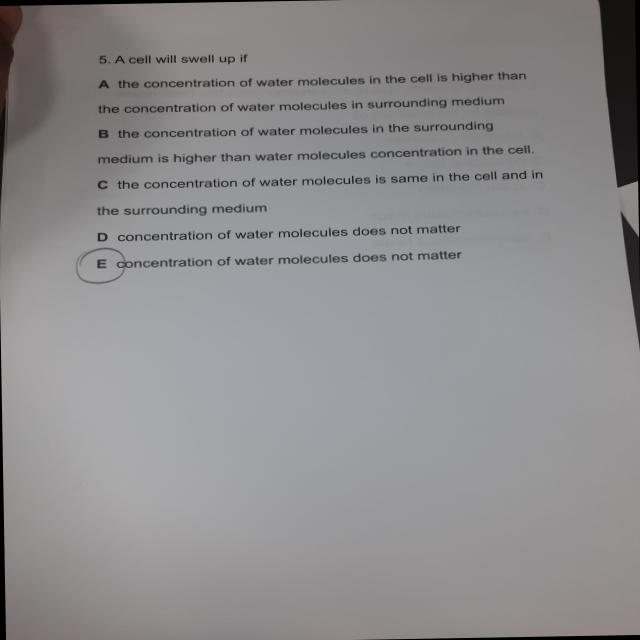 5. A cell will swell up if
A the concentration of water molecules in the cell is higher than
the concentration of water molecules in surrounding medium
B the concentration of water molecules in the surrounding
medium is higher than water molecules concentration in the cell.
C the concentration of water molecules is same in the cell and in
the surrounding medium
D concentration of water molecules does not matter
E concentration of water molecules does not matter